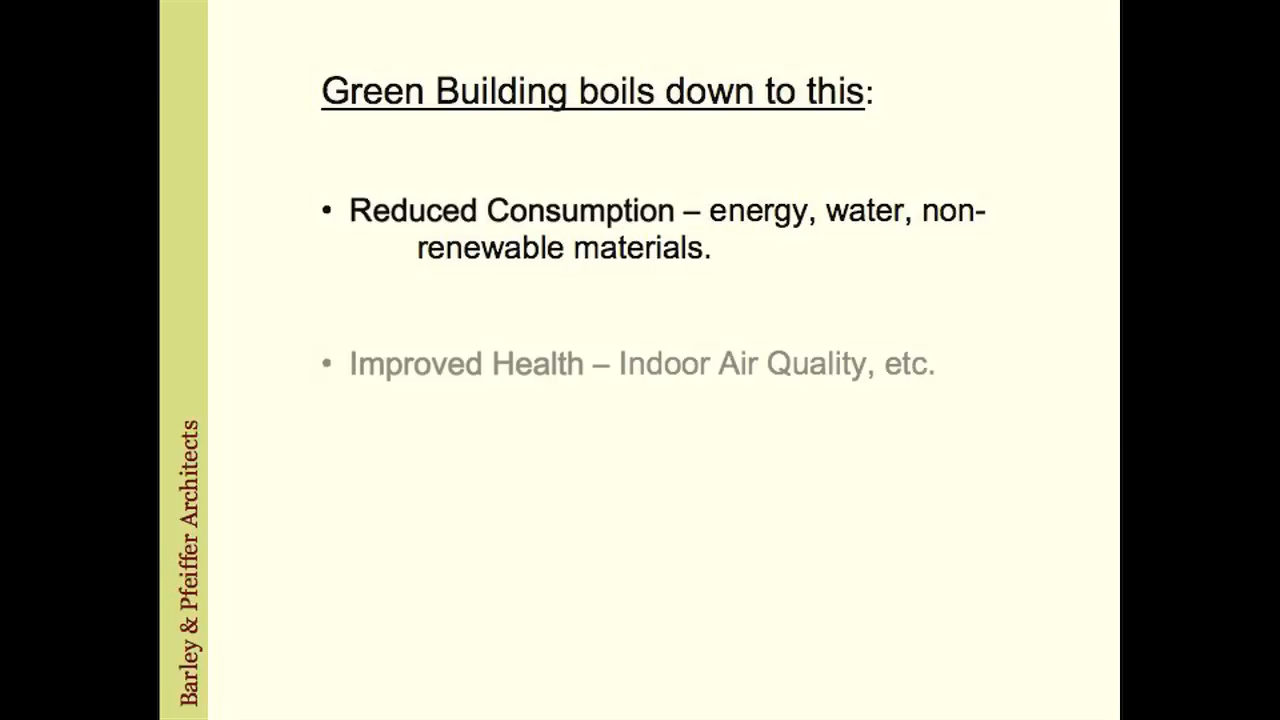 Green Building boils down to this:
• Reduced Consumption – energy, water, non-
renewable materials.
• Improved Health – Indoor Air Quality, etc.
Barley & Pfeiffer Architects